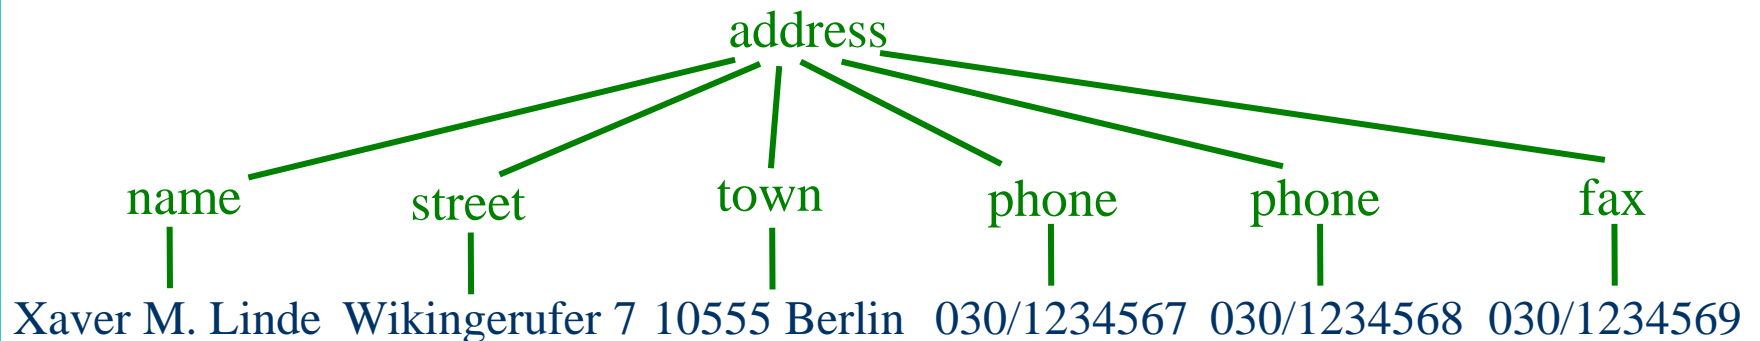 address
name street town phone phone fax
Xaver M. Linde Wikingerufer 7 10555 Berlin 030/1234567 030/1234568 030/1234569